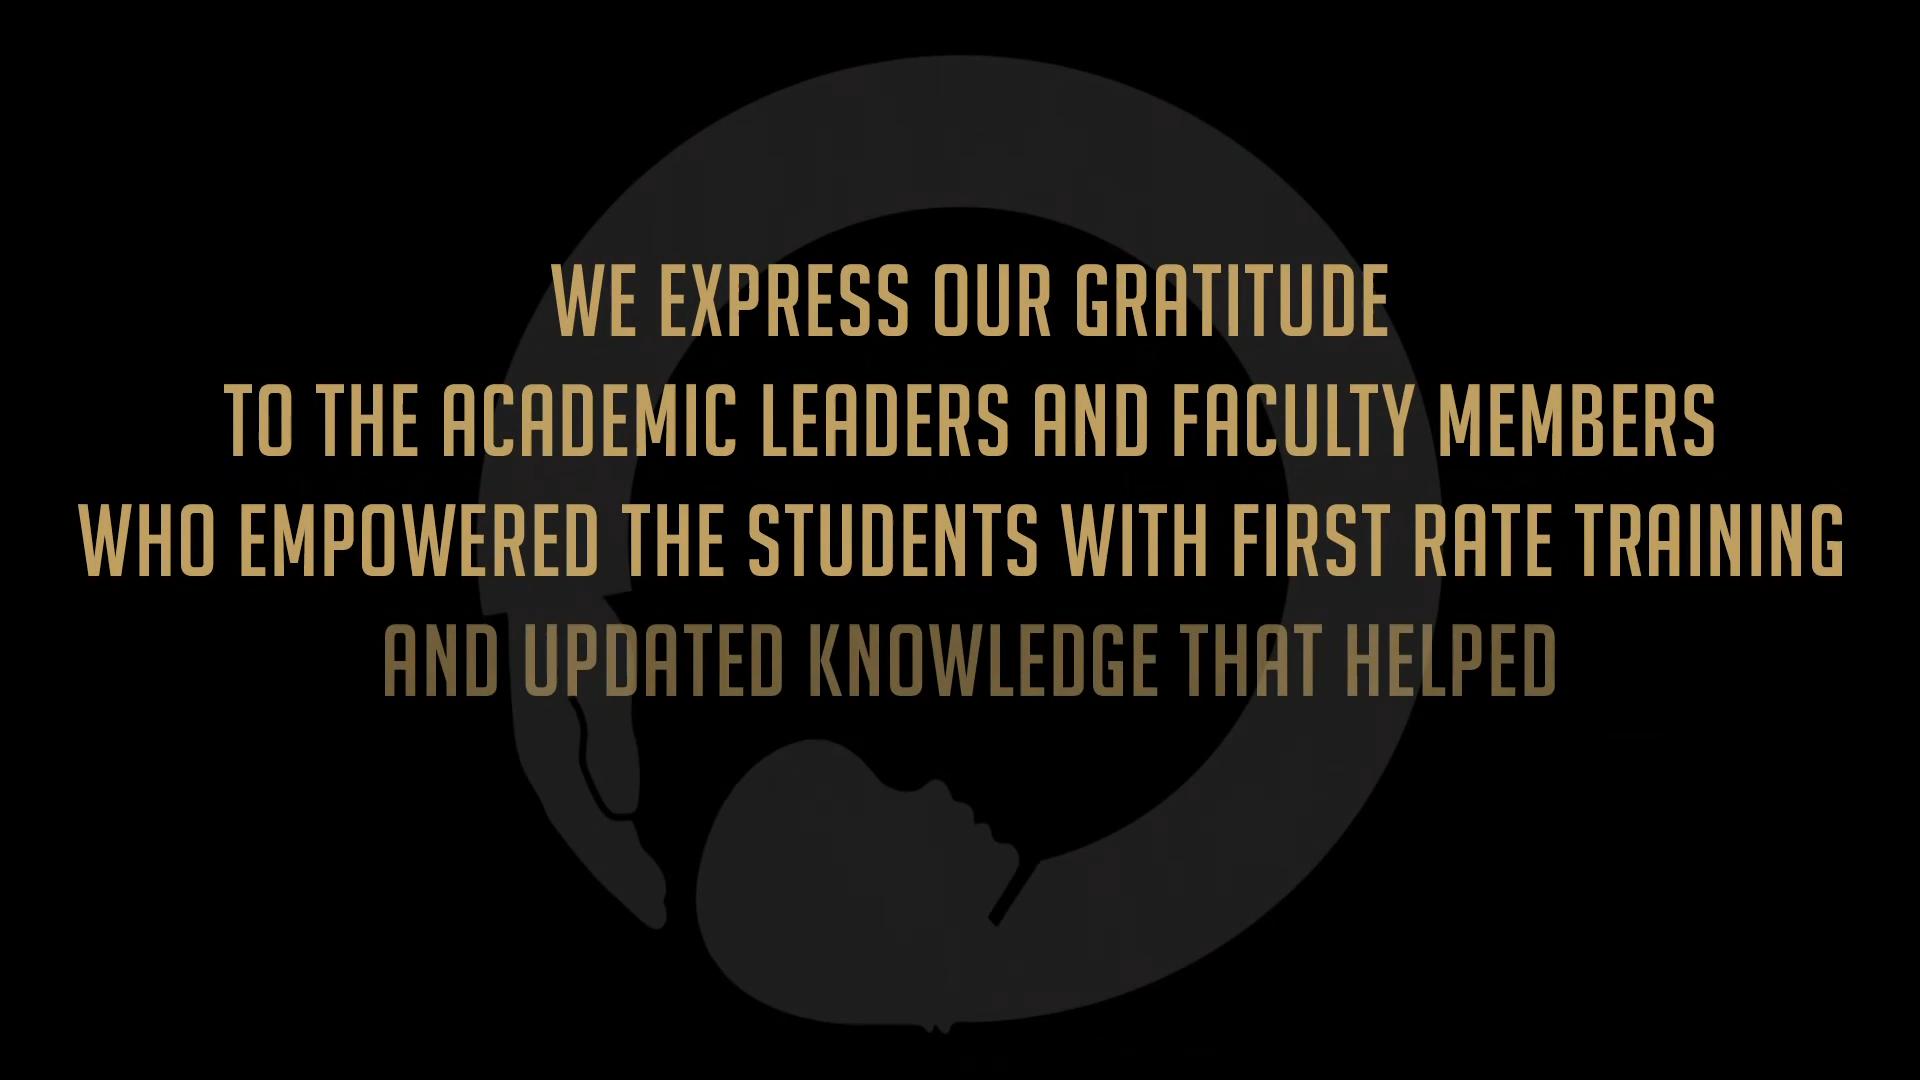 WE EXPRESS OUR GRATITUDE
TO THE ACADEMIC LEADERS AND FACULTY MEMBERS
WHO EMPOWERED THE STUDENTS WITH FIRST RATE TRAINING
AND UPDATED KNOWLEDGE THAT HELPED